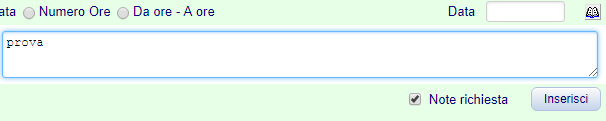 ata Numero Ore Da ore - A ore Data
prova
Note richiesta Inserisci